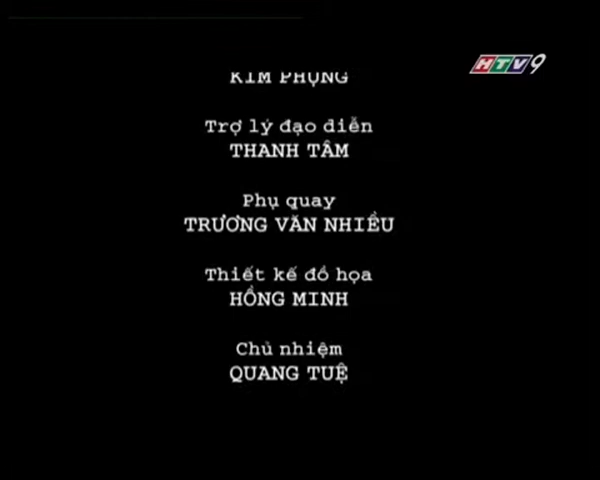 HTV9
KIM PHỤNG
Trợ lý đạo diễn
THANH TÂM
Phụ quay
TRƯƠNG VĂN NHIỀU
Thiết kế đồ họa
HỒNG MINH
Chủ nhiệm
QUANG TUỆ